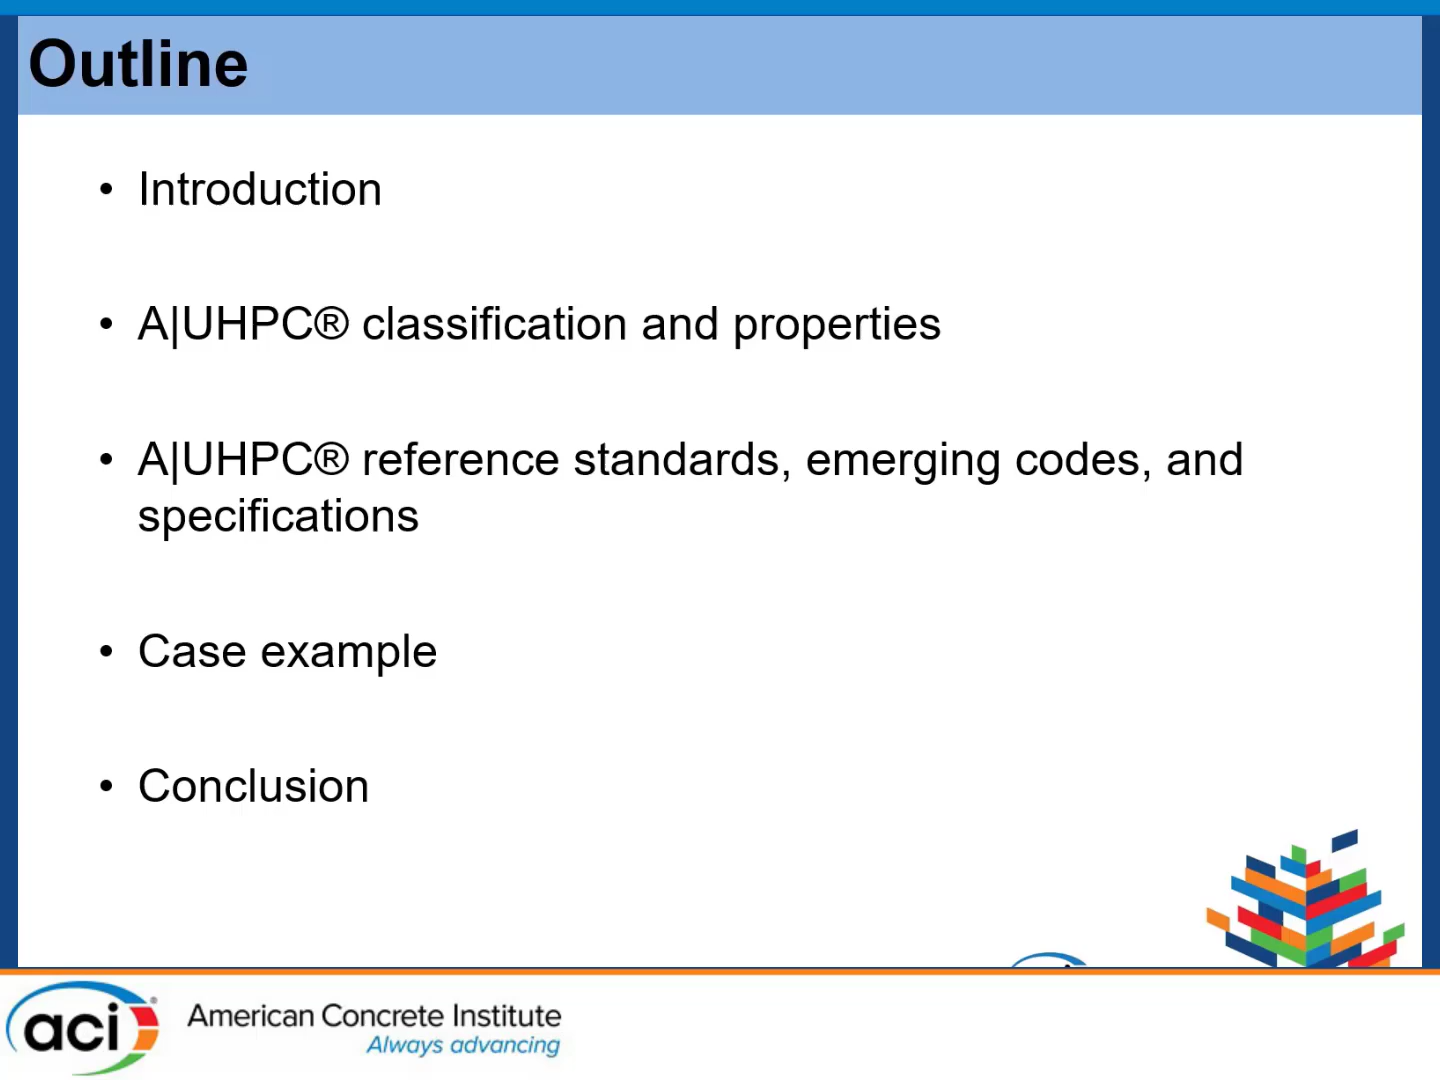 Outline
• Introduction
• A|UHPC® classification and properties
• A|UHPC® reference standards, emerging codes, and
specifications
• Case example
• Conclusion
aci®
American Concrete Institute
Always advancing